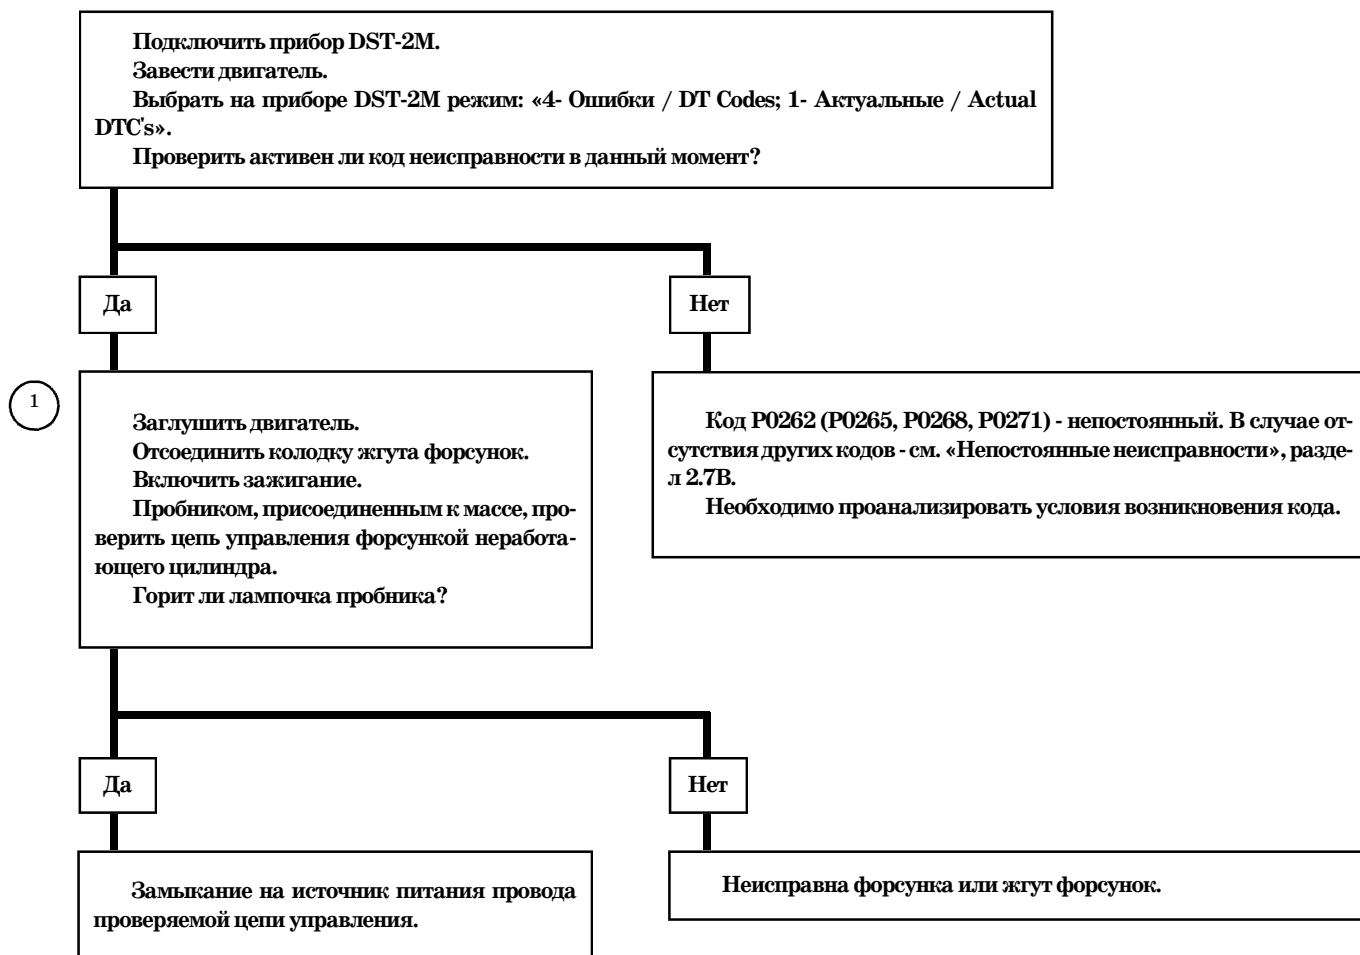 Подключить прибор DST-2M.
Завести двигатель.
Выбрать на приборе DST-2M режим: «4- Ошибки / DT Codes; 1- Актуальные / Actual
DTC's».
Проверить активен ли код неисправности в данный момент?
Да
Нет
1
Заглушить двигатель.
Отсоединить колодку жгута форсунок.
Включить зажигание.
Пробником, присоединенным к массе, про-
верить цепь управления форсункой неработа-
ющего цилиндра.
Горит ли лампочка пробника?
Код P0262 (P0265, P0268, P0271) - непостоянный. В случае от-
сутствия других кодов - см. «Непостоянные неисправности», разде-
л 2.7В.
Необходимо проанализировать условия возникновения кода.
Да
Нет
Замыкание на источник питания провода
проверяемой цепи управления.
Неисправна форсунка или жгут форсунок.